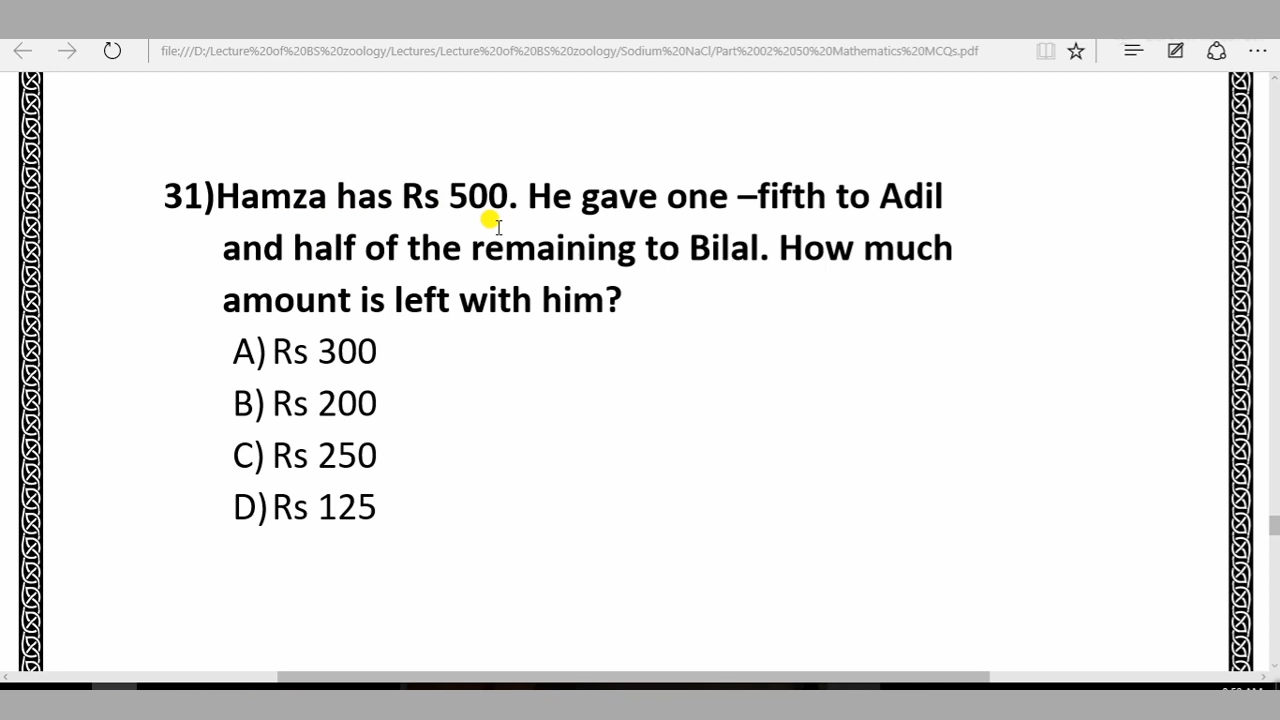 file:///D:/Lecture%20of%20BS%20zoology/Lectures/Lecture%20of%20BS%20zoology/Sodium%20NaCl/Part%2002%2050%20Mathematics%20MCQs.pdf
31)Hamza has Rs 500. He gave one –fifth to Adil
and half of the remaining to Bilal. How much
amount is left with him?
A) Rs 300
B) Rs 200
C) Rs 250
D) Rs 125